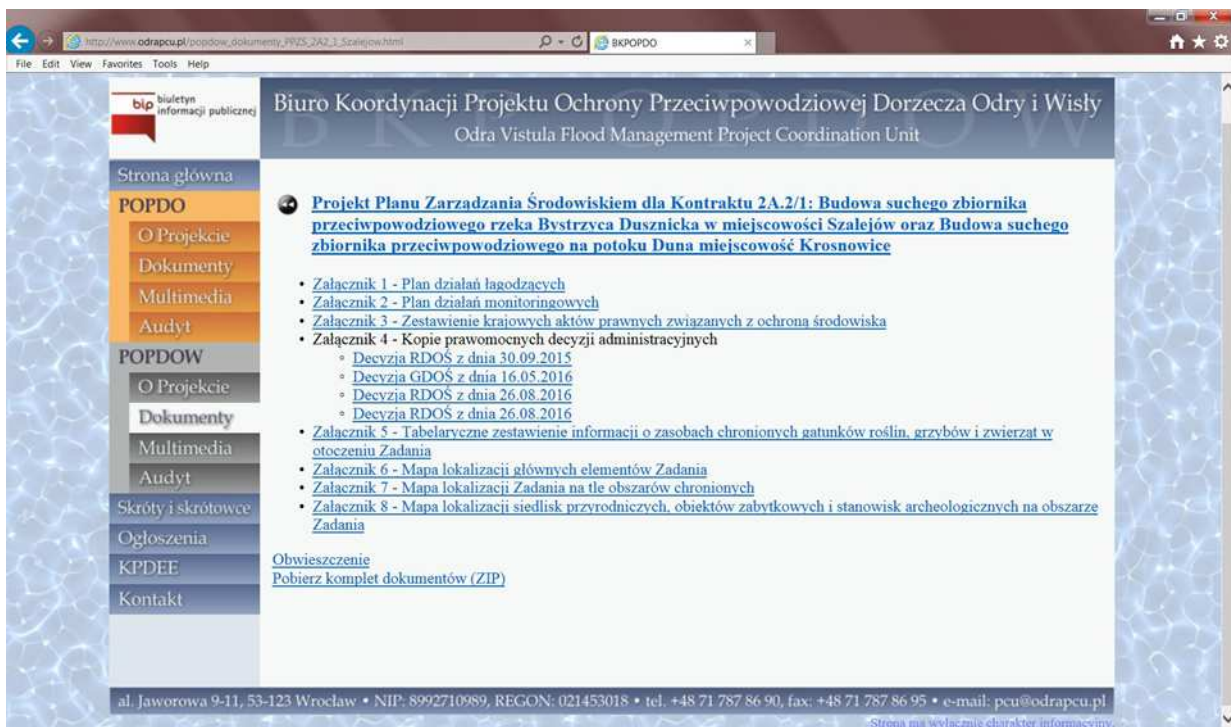 http://www.odrapcu.pl/popdow_dokumenty_PPZS_2A2_1_Szalejow.html
BKPOPDO
File Edit View Favorites Tools Help
bip biuletyn
informacji publicznej
Biuro Koordynacji Projektu Ochrony Przeciwpowodziowej Dorzecza Odry i Wisły
B K P O P D O W
Odra Vistula Flood Management Project Coordination Unit
Strona główna
POPDO
O Projekcie
Dokumenty
Multimedia
Audyt
POPDOW
O Projekcie
Dokumenty
Multimedia
Audyt
Skróty i skrótowce
Ogłoszenia
KPDEE
Kontakt
Projekt Planu Zarządzania Środowiskiem dla Kontraktu 2A.2/1: Budowa suchego zbiornika
przeciwpowodziowego rzeka Bystrzyca Dusznicka w miejscowości Szalejów oraz Budowa suchego
zbiornika przeciwpowodziowego na potoku Duna miejscowość Krosnowice
• Załącznik 1 - Plan działań łagodzących
• Załącznik 2 - Plan działań monitoringowych
• Załącznik 3 - Zestawienie krajowych aktów prawnych związanych z ochroną środowiska
• Załącznik 4 - Kopie prawomocnych decyzji administracyjnych
◦ Decyzja RDOŚ z dnia 30.09.2015
◦ Decyzja GDOŚ z dnia 16.05.2016
◦ Decyzja RDOŚ z dnia 26.08.2016
◦ Decyzja RDOŚ z dnia 26.08.2016
• Załącznik 5 - Tabelaryczne zestawienie informacji o zasobach chronionych gatunków roślin, grzybów i zwierząt w
otoczeniu Zadania
• Załącznik 6 - Mapa lokalizacji głównych elementów Zadania
• Załącznik 7 - Mapa lokalizacji Zadania na tle obszarów chronionych
• Załącznik 8 - Mapa lokalizacji siedlisk przyrodniczych, obiektów zabytkowych i stanowisk archeologicznych na obszarze
Zadania
Obwieszczenie
Pobierz komplet dokumentów (ZIP)
al. Jaworowa 9-11, 53-123 Wrocław • NIP: 8992710989, REGON: 021453018 • tel. +48 71 787 86 90, fax: +48 71 787 86 95 • e-mail: pcu@odrapcu.pl
Strona ma wyłącznie charakter informacyjny.